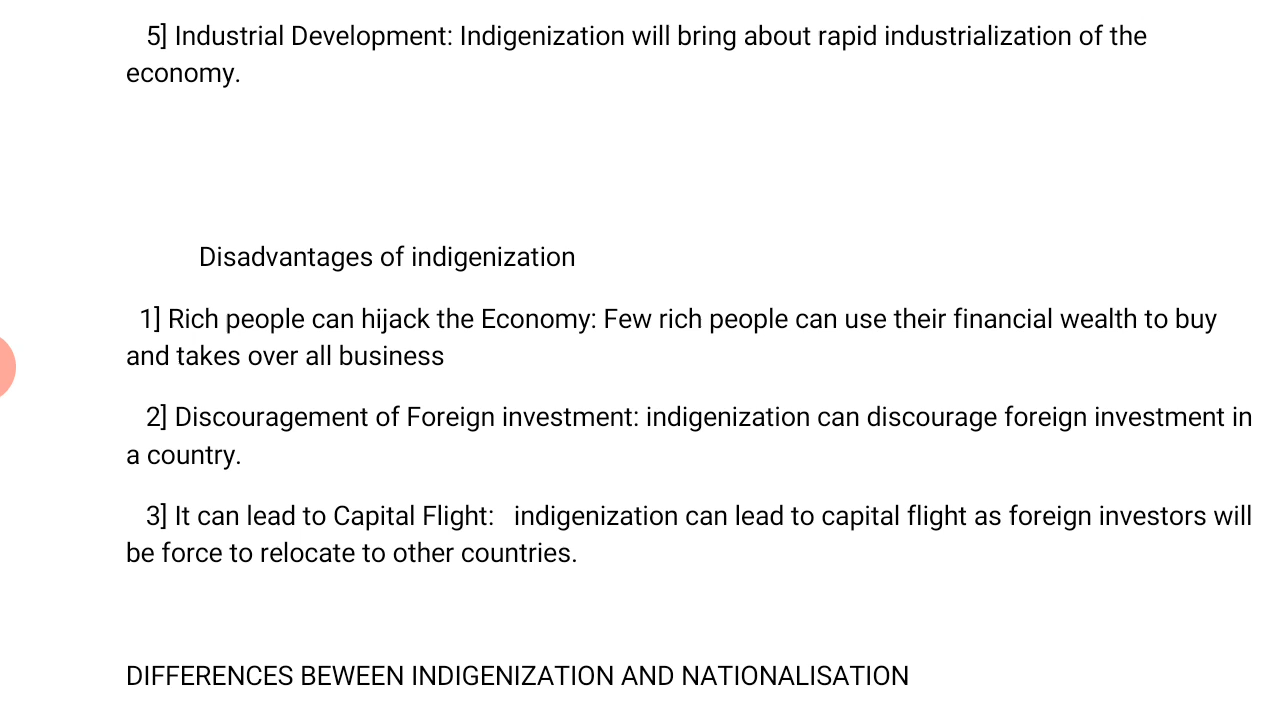 5] Industrial Development: Indigenization will bring about rapid industrialization of the
economy.
Disadvantages of indigenization
1] Rich people can hijack the Economy: Few rich people can use their financial wealth to buy
and takes over all business
2] Discouragement of Foreign investment: indigenization can discourage foreign investment in
a country.
3] It can lead to Capital Flight:   indigenization can lead to capital flight as foreign investors will
be force to relocate to other countries.
DIFFERENCES BEWEEN INDIGENIZATION AND NATIONALISATION